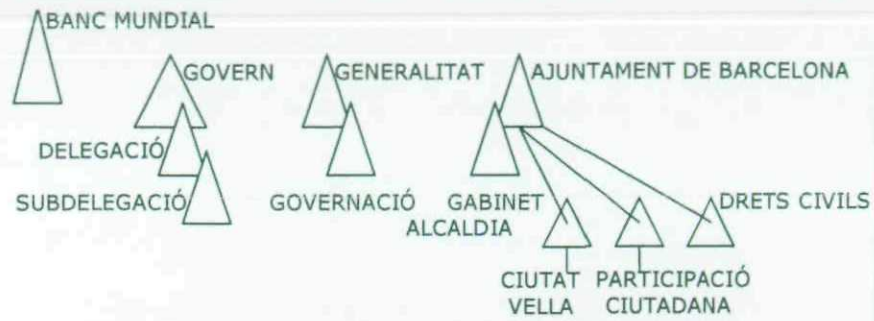 BANC MUNDIAL
GOVERN
GENERALITAT
AJUNTAMENT DE BARCELONA
DELEGACIÓ
SUBDELEGACIÓ
GOVERNACIÓ
GABINET
ALCALDIA
DRETS CIVILS
CIUTAT
VELLA
PARTICIPACIÓ
CIUTADANA